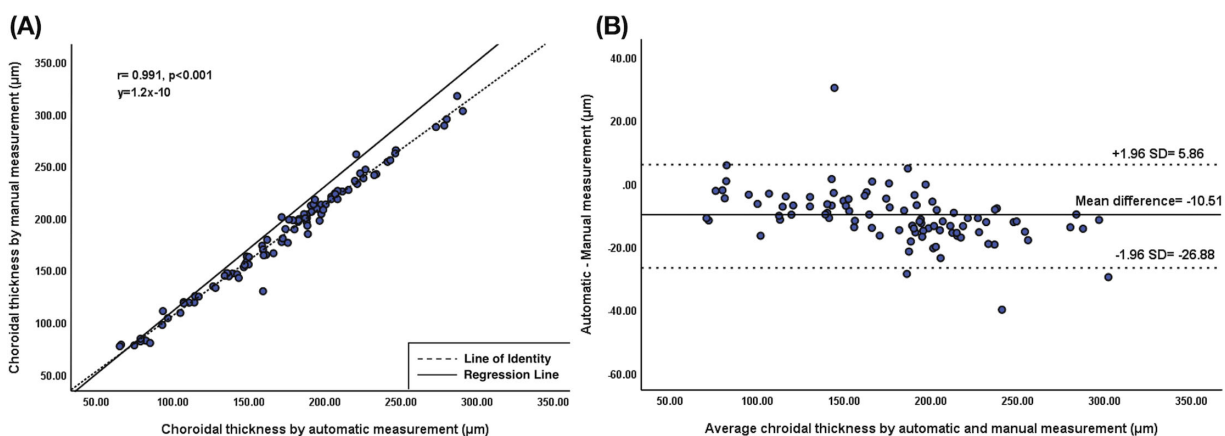 (A)
Choroidal thickness by manual measurement (µm)
350.00
300.00
250.00
200.00
150.00
100.00
50.00
r= 0.991, p<0.001
y=1.2x-10
Line of Identity
Regression Line
50.00 100.00 150.00 200.00 250.00 300.00 350.00
Choroidal thickness by automatic measurement (µm)
(B)
Automatic - Manual measurement (µm)
40.00
20.00
.00
-20.00
-40.00
-60.00
+1.96 SD= 5.86
Mean difference= -10.51
-1.96 SD= -26.88
50.00 100.00 150.00 200.00 250.00 300.00 350.00
Average chroidal thickness by automatic and manual measurement (µm)